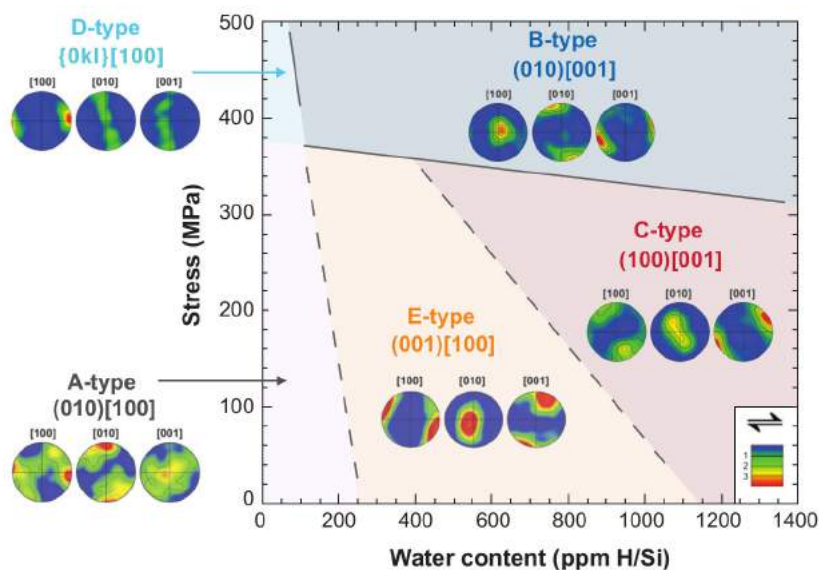 D-type
{0kl}[100]
[100] [010] [001]
B-type
(010)[001]
[100] [010] [001]
C-type
(100)[001]
[100] [010] [001]
E-type
(001)[100]
[100] [010] [001]
A-type
(010)[100]
[100] [010] [001]
1
2
3
Stress (MPa)
500
400
300
200
100
0
0 200 400 600 800 1000 1200 1400
Water content (ppm H/Si)